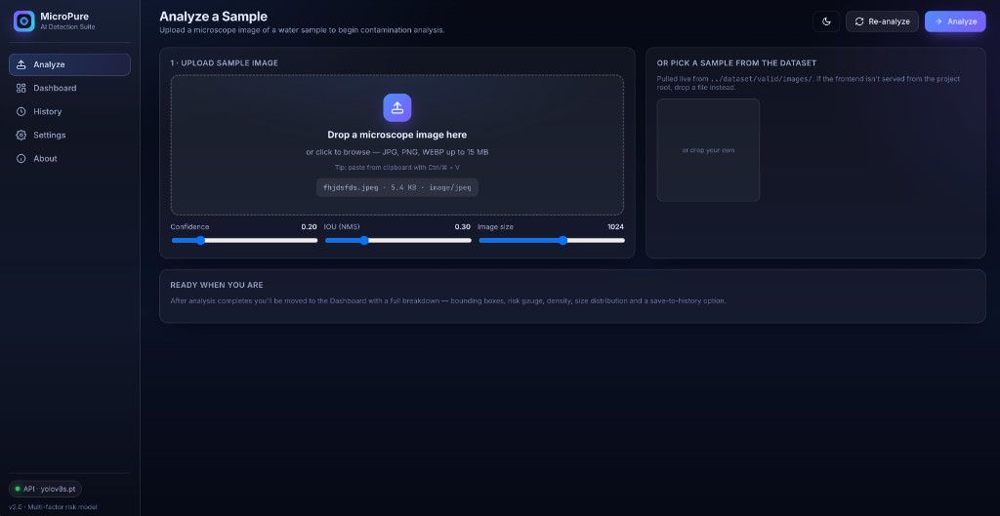 MicroPure
AI Detection Suite
Analyze
Dashboard
History
Settings
About
API · yolov8s.pt
v2.0 · Multi-factor risk model
Analyze a Sample
Upload a microscope image of a water sample to begin contamination analysis.
Re-analyze
Analyze
1 · UPLOAD SAMPLE IMAGE
Drop a microscope image here
or click to browse — JPG, PNG, WEBP up to 15 MB
Tip: paste from clipboard with Ctrl/⌘ + V
fhjdsfds.jpeg · 5.4 KB · image/jpeg
Confidence 0.20 IOU (NMS) 0.30 Image size 1024
OR PICK A SAMPLE FROM THE DATASET
Pulled live from ../dataset/valid/images/. If the frontend isn't served from the project
root, drop a file instead.
or drop your own
READY WHEN YOU ARE
After analysis completes you'll be moved to the Dashboard with a full breakdown — bounding boxes, risk gauge, density, size distribution and a save-to-history option.